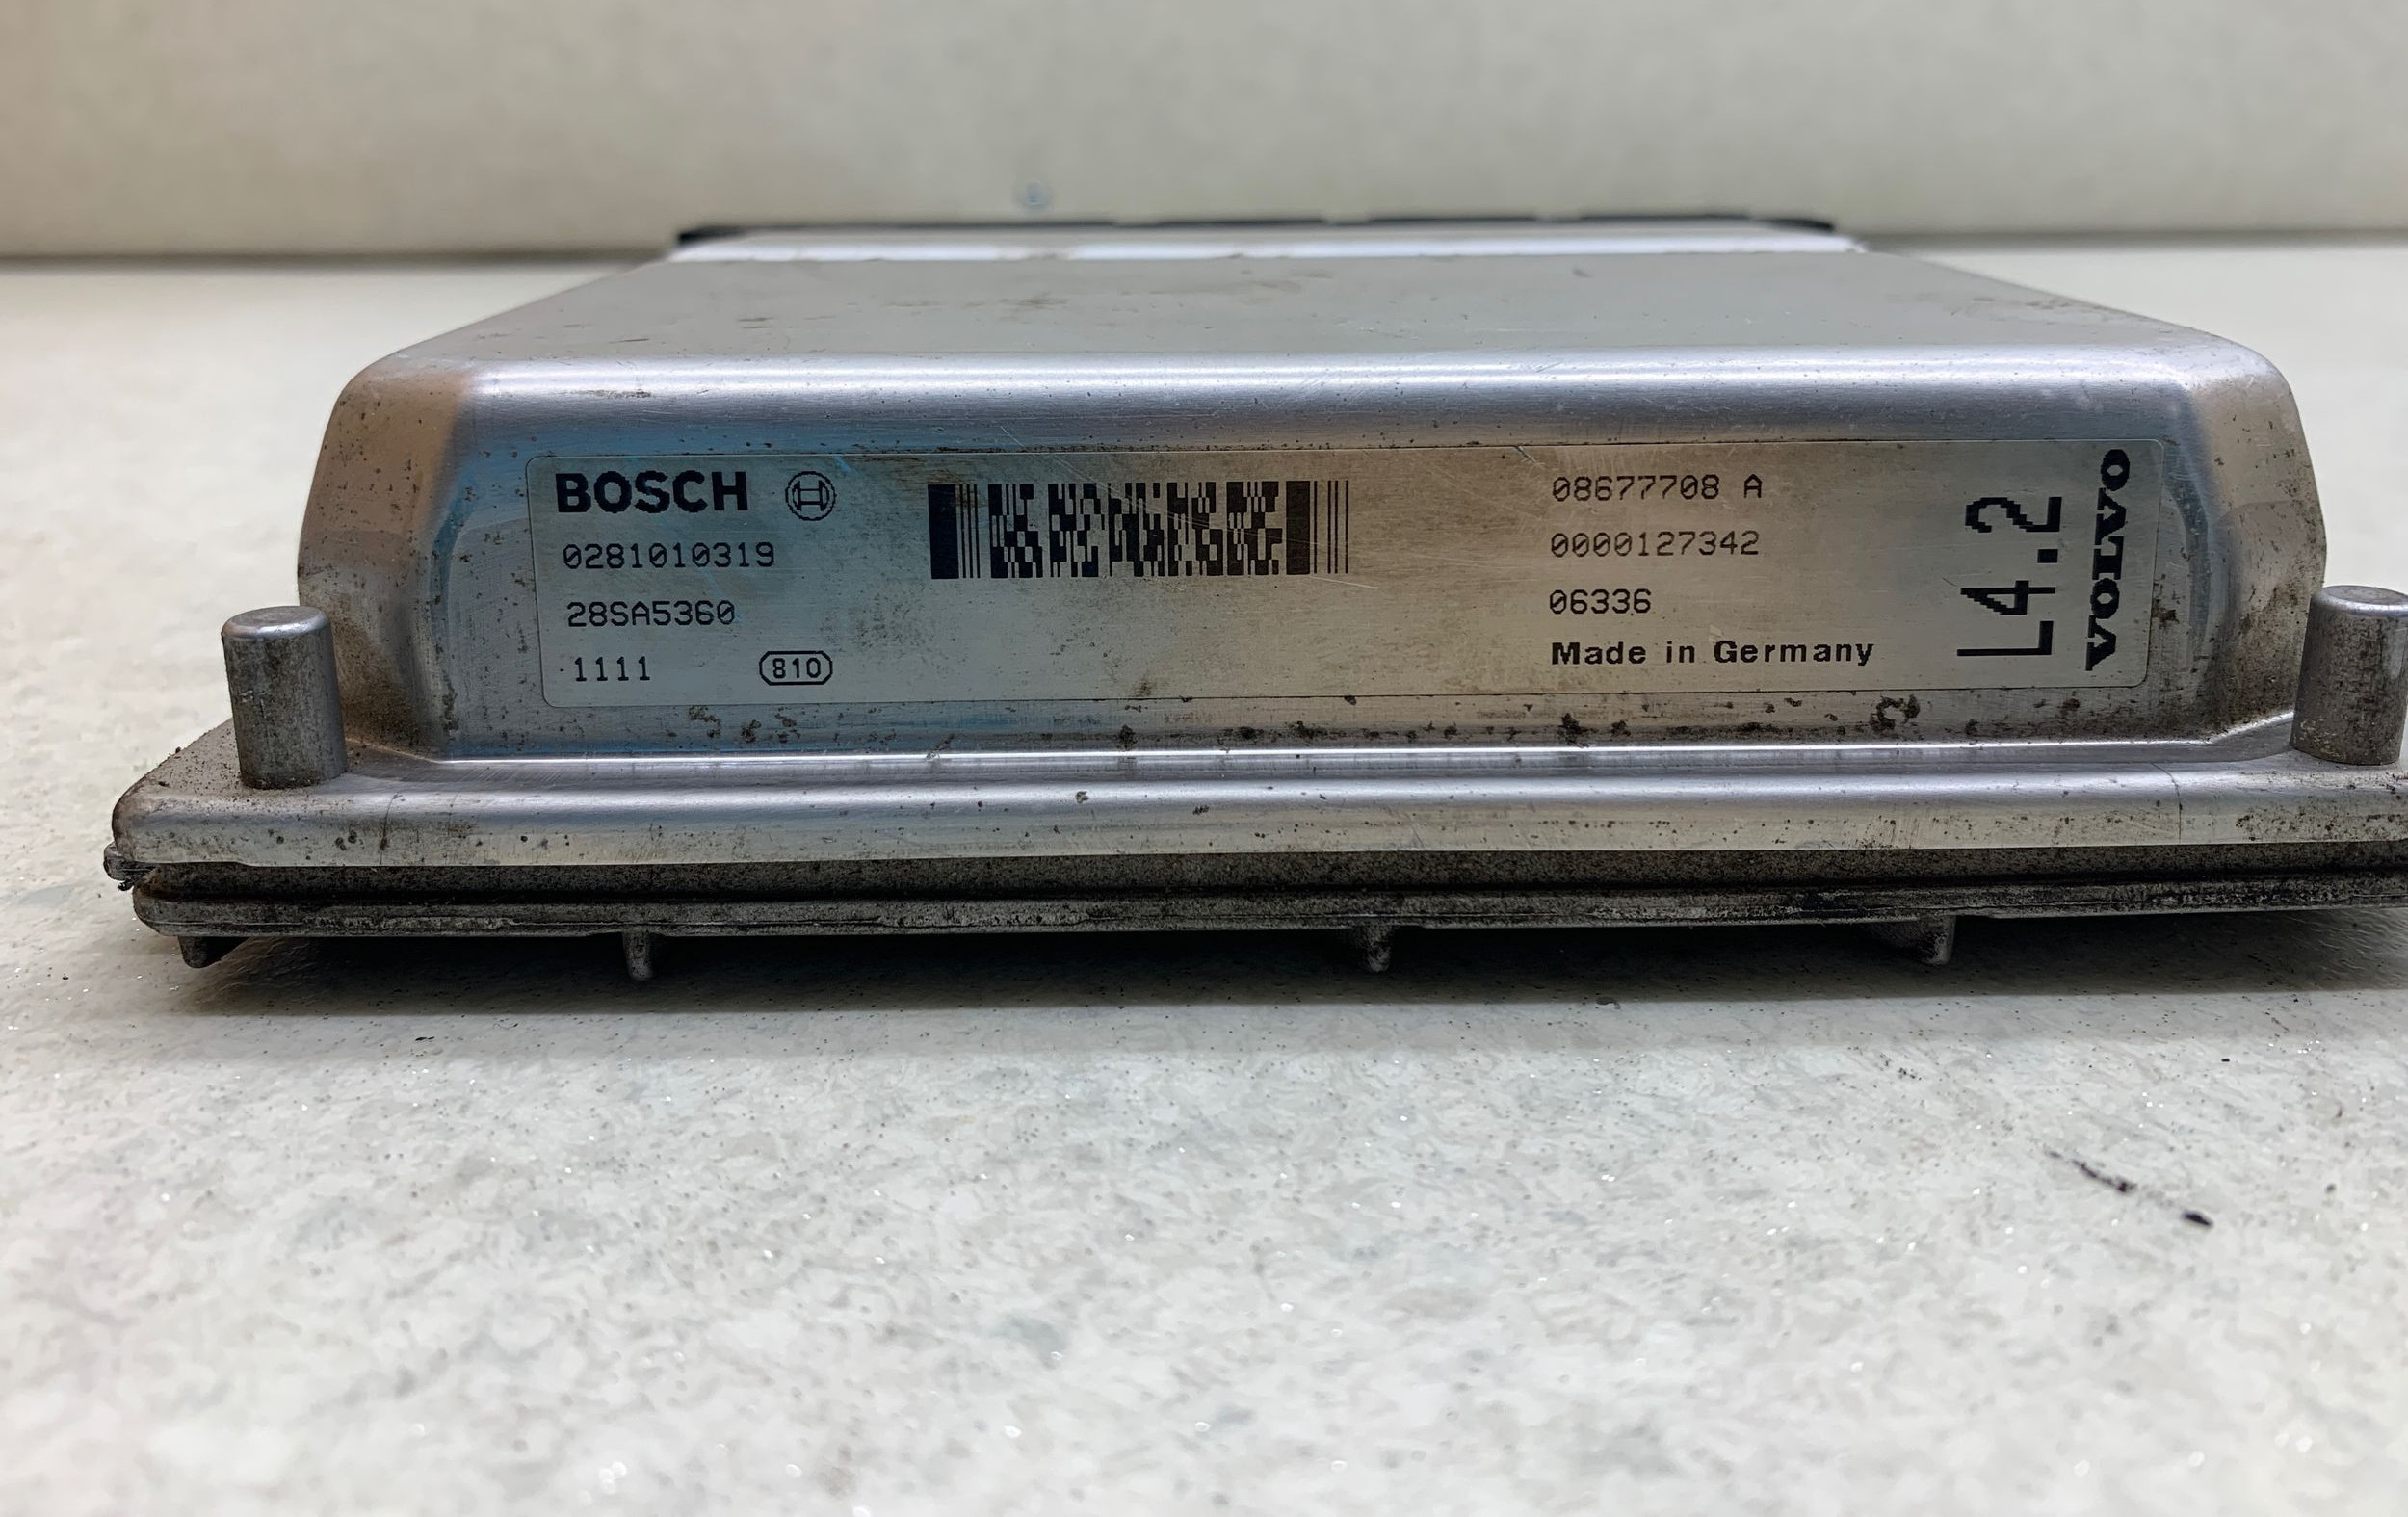 BOSCH
0281010319
28SA5360
1111 810
08677708 A
0000127342
06336
Made in Germany
L4.2
VOLVO